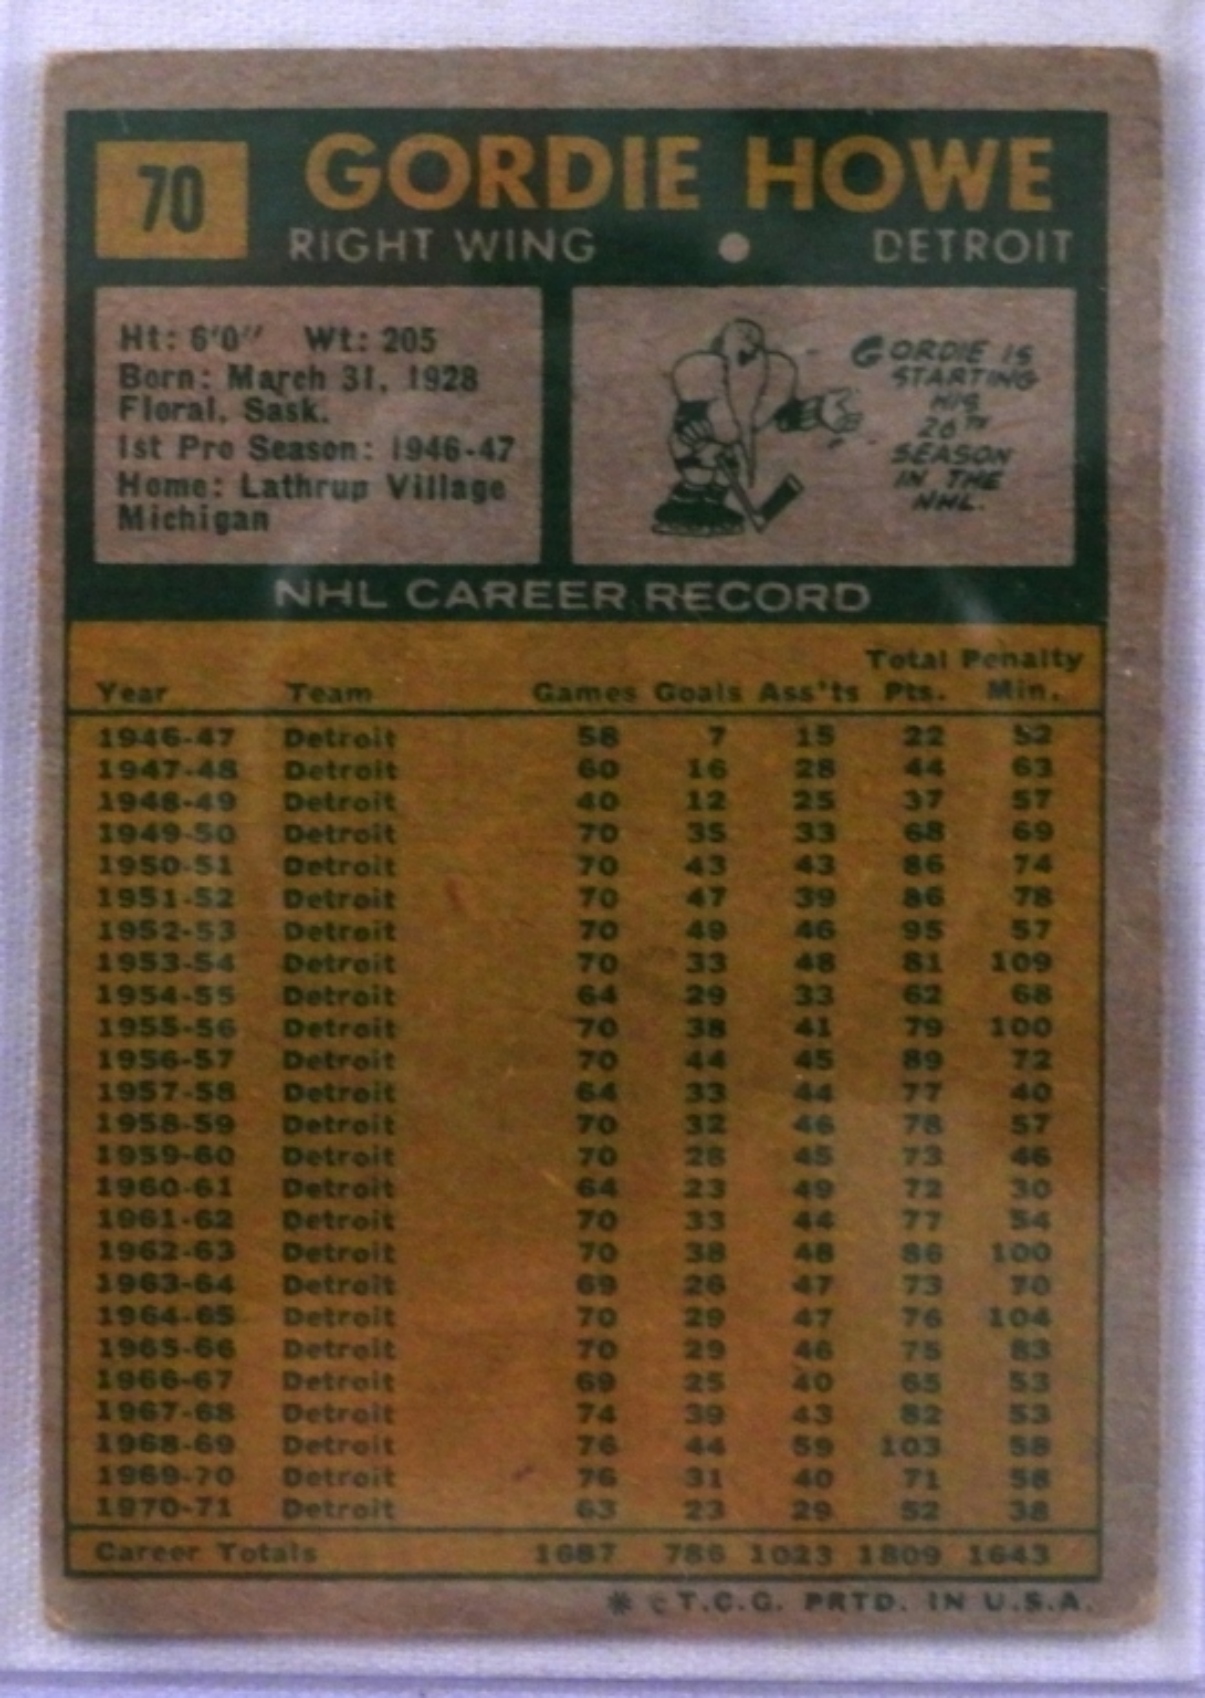 70 GORDIE HOWE
RIGHT WING • DETROIT
Ht: 6'0" Wt: 205
Born: March 31, 1928
Floral, Sask.
1st Pro Season: 1946-47
Home: Lathrup Village
Michigan
GORDIE IS
STARTING
HIS
26TH
SEASON
IN THE
NHL.
NHL CAREER RECORD
Total Penalty
Year Team Games Goals Ass'ts Pts. Min.
1946-47 Detroit 58 7 15 22 52
1947-48 Detroit 60 16 28 44 63
1948-49 Detroit 40 12 25 37 57
1949-50 Detroit 70 35 33 68 69
1950-51 Detroit 70 43 43 86 74
1951-52 Detroit 70 47 39 86 78
1952-53 Detroit 70 49 46 95 57
1953-54 Detroit 70 33 48 81 109
1954-55 Detroit 64 29 33 62 68
1955-56 Detroit 70 38 41 79 100
1956-57 Detroit 70 44 45 89 72
1957-58 Detroit 64 33 44 77 40
1958-59 Detroit 70 32 46 78 57
1959-60 Detroit 70 28 45 73 46
1960-61 Detroit 64 23 49 72 30
1961-62 Detroit 70 33 44 77 54
1962-63 Detroit 70 38 48 86 100
1963-64 Detroit 69 26 47 73 70
1964-65 Detroit 70 29 47 76 104
1965-66 Detroit 70 29 46 75 83
1966-67 Detroit 69 25 40 65 53
1967-68 Detroit 74 39 43 82 53
1968-69 Detroit 76 44 59 103 58
1969-70 Detroit 76 31 40 71 58
1970-71 Detroit 63 23 29 52 38
Career Totals 1687 786 1023 1809 1643
* © T.C.G. PRTD. IN U.S.A.